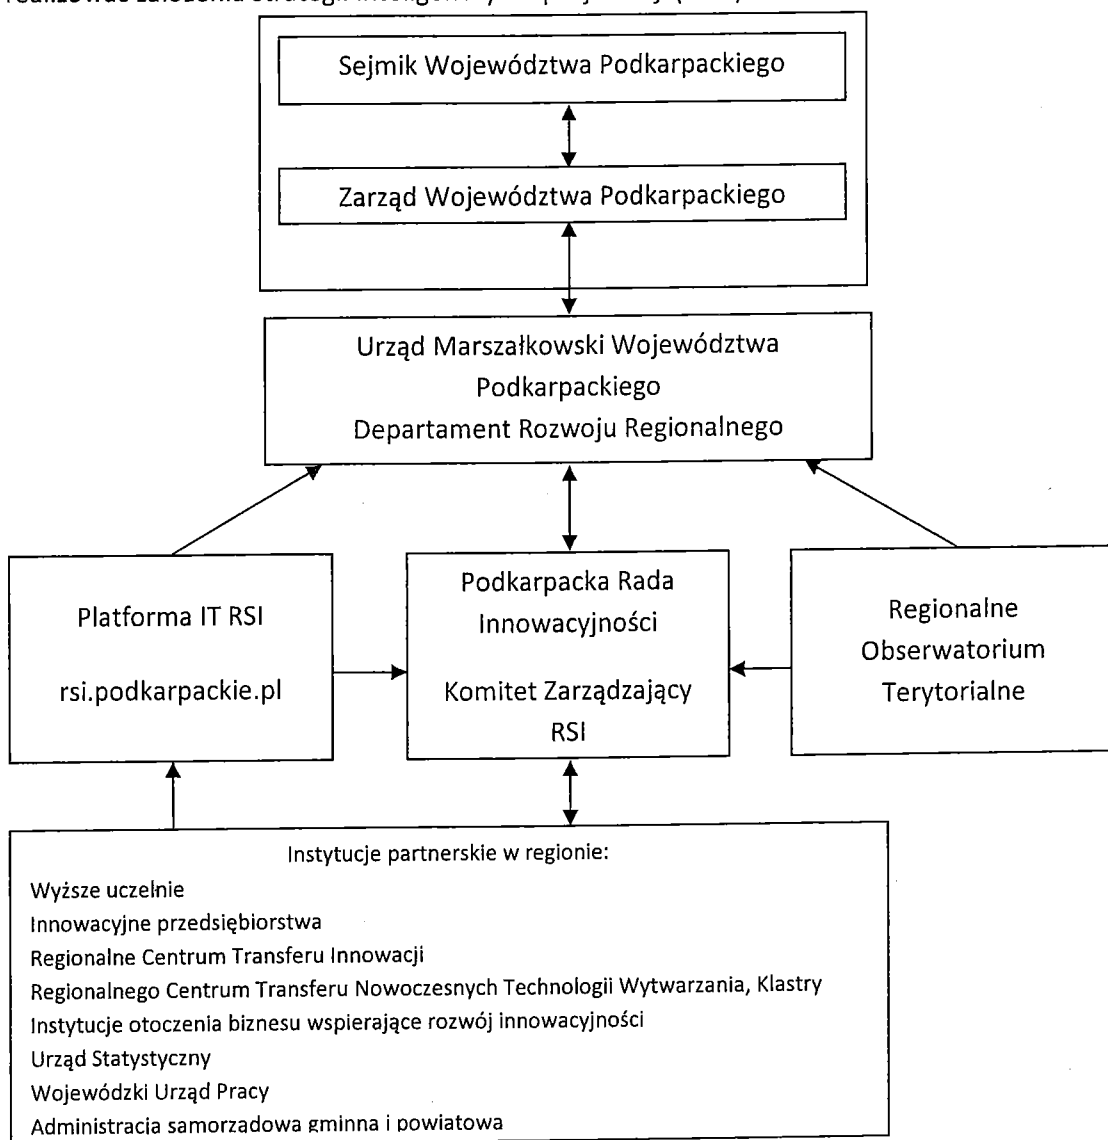 Sejmik Województwa Podkarpackiego
Zarząd Województwa Podkarpackiego
Urząd Marszałkowski Województwa
Podkarpackiego
Departament Rozwoju Regionalnego
Platforma IT RSI
rsi.podkarpackie.pl
Podkarpacka Rada
Innowacyjności
Komitet Zarządzający
RSI
Regionalne
Obserwatorium
Terytorialne
Instytucje partnerskie w regionie:
Wyższe uczelnie
Innowacyjne przedsiębiorstwa
Regionalne Centrum Transferu Innowacji
Regionalnego Centrum Transferu Nowoczesnych Technologii Wytwarzania, Klastry
Instytucje otoczenia biznesu wspierające rozwój innowacyjności
Urząd Statystyczny
Wojewódzki Urząd Pracy
Administracja samorządowa gminna i powiatowa